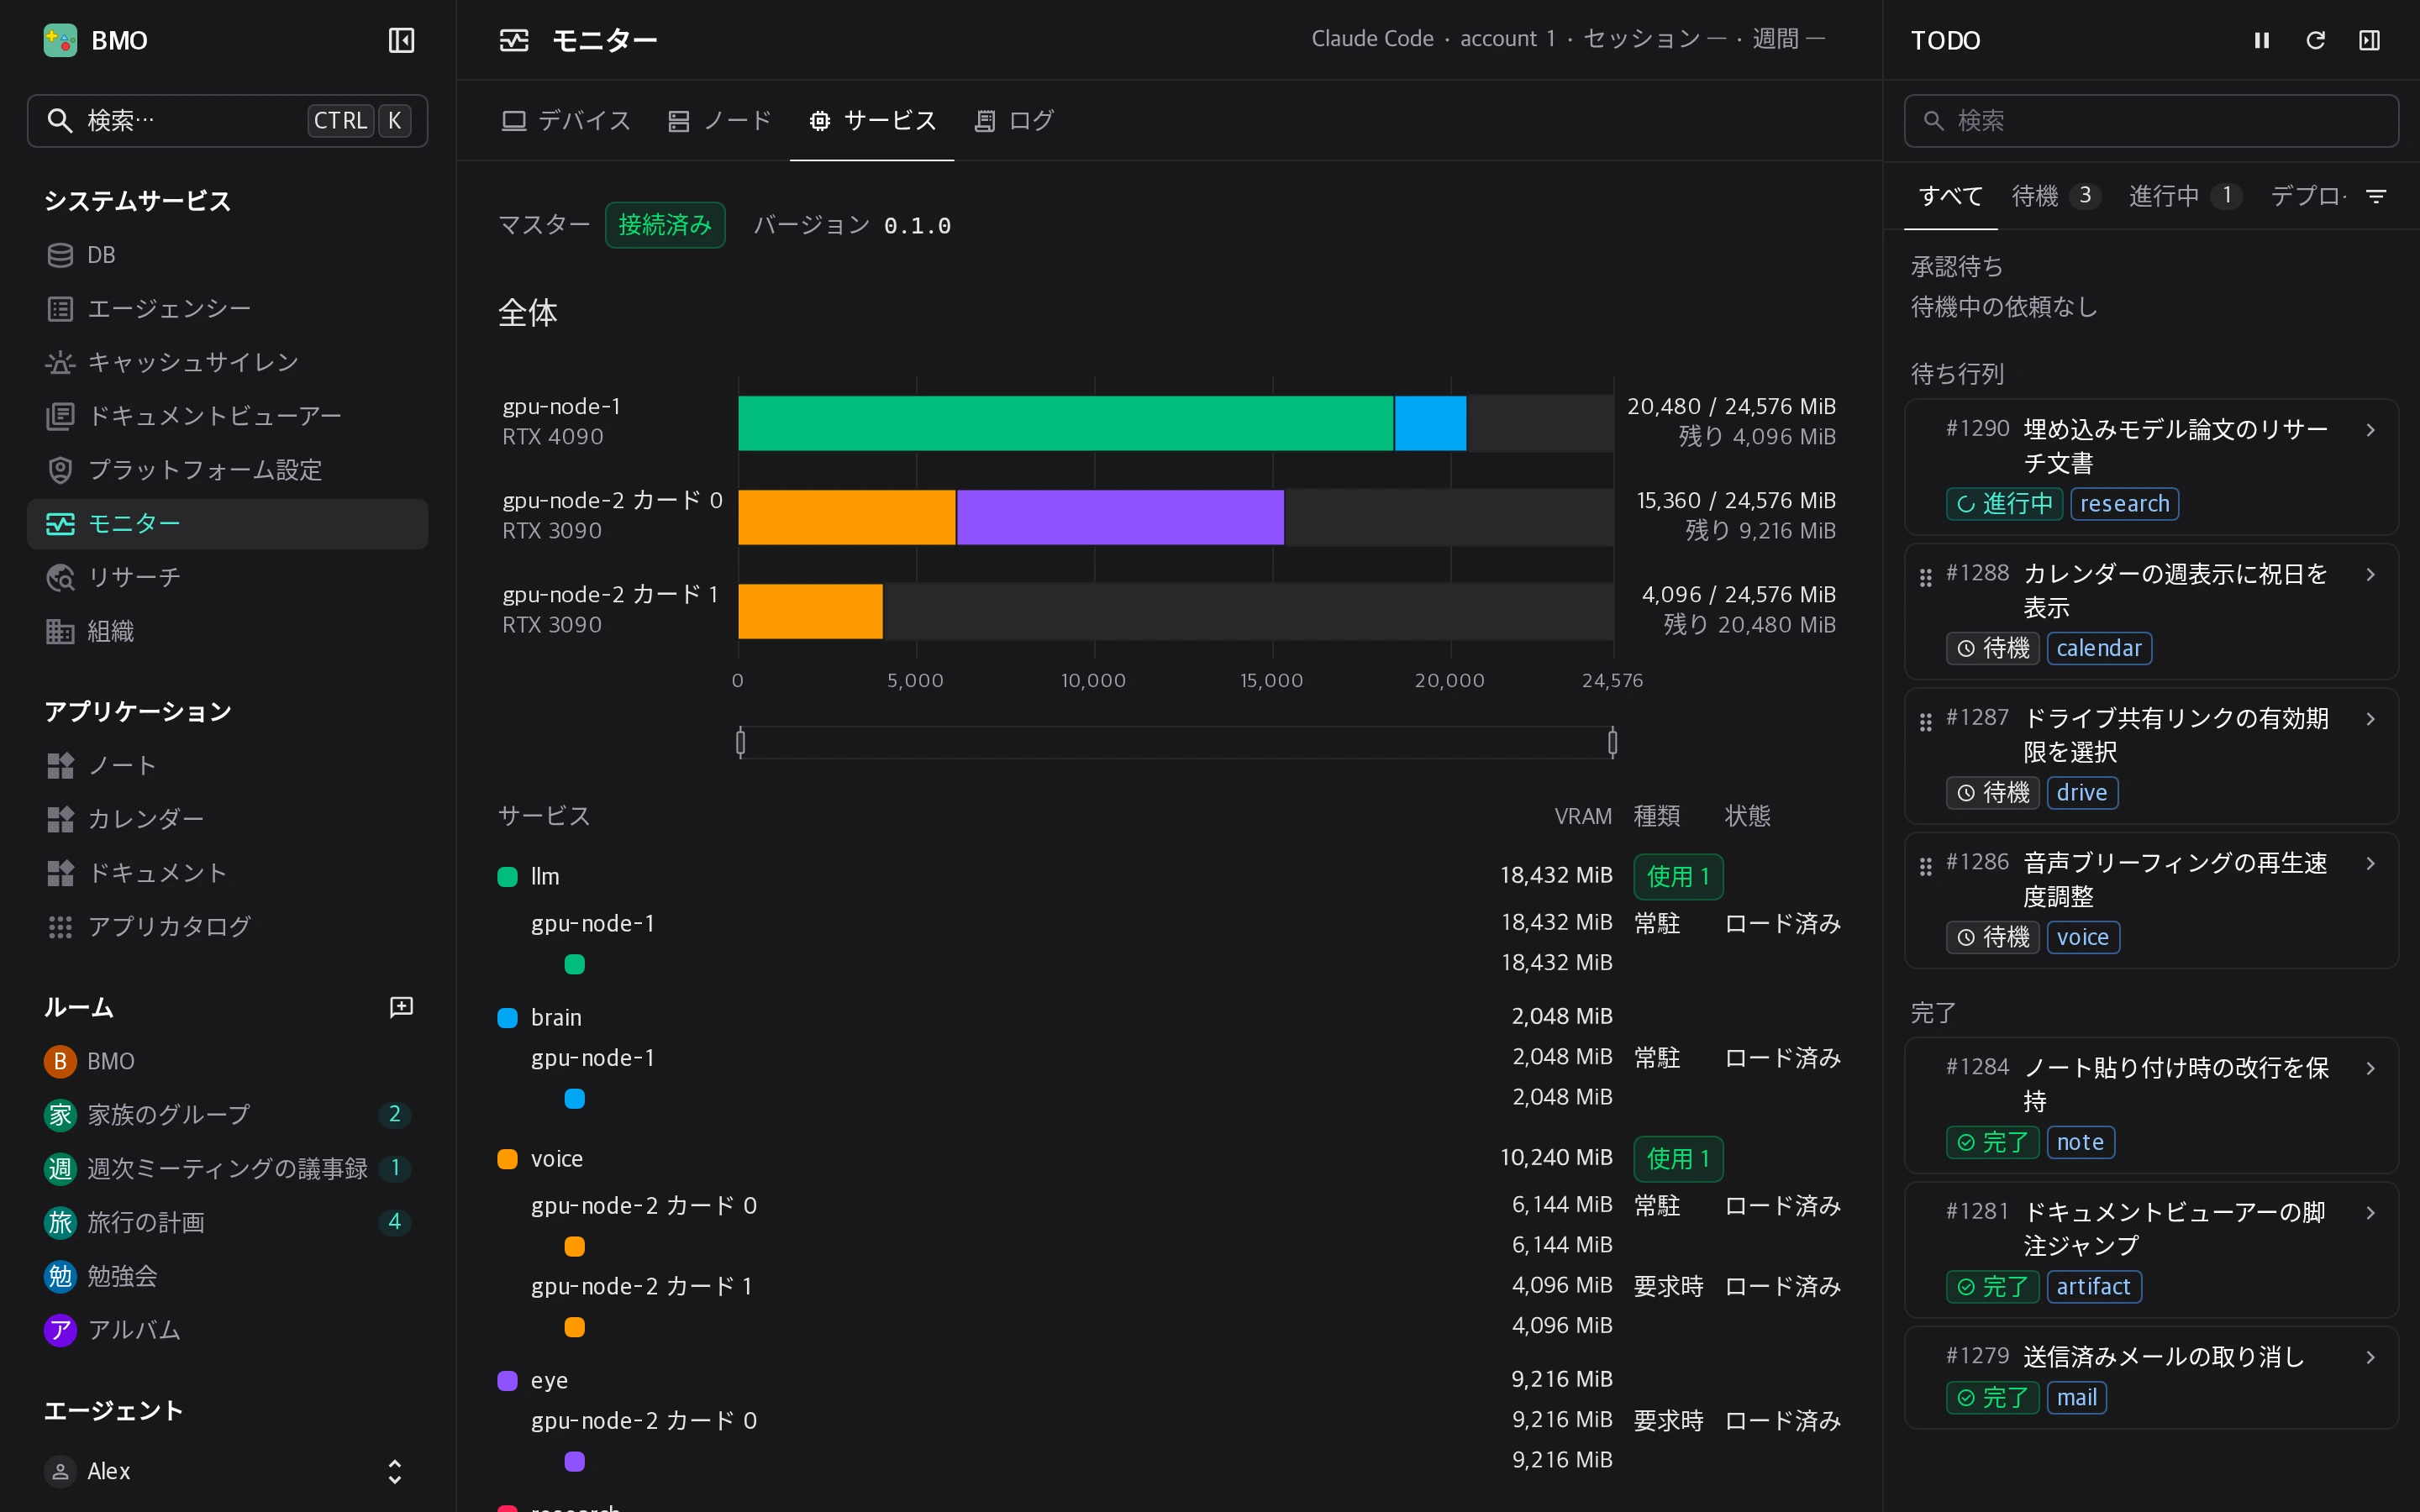 BMO
検索…
CTRL K
システムサービス
DB
エージェンシー
キャッシュサイレン
ドキュメントビューアー
プラットフォーム設定
モニター
リサーチ
組織
アプリケーション
ノート
カレンダー
ドキュメント
アプリカタログ
ルーム
B BMO
家 家族のグループ 2
週 週次ミーティングの議事録 1
旅 旅行の計画 4
勉 勉強会
ア アルバム
エージェント
Alex
モニター
Claude Code · account 1 · セッション — · 週間 —
デバイス ノード サービス ログ
マスター 接続済み バージョン 0.1.0
全体
gpu-node-1
RTX 4090
20,480 / 24,576 MiB
残り 4,096 MiB
gpu-node-2 カード 0
RTX 3090
15,360 / 24,576 MiB
残り 9,216 MiB
gpu-node-2 カード 1
RTX 3090
4,096 / 24,576 MiB
残り 20,480 MiB
0 5,000 10,000 15,000 20,000 24,576
サービス VRAM 種類 状態
llm 18,432 MiB 使用 1
gpu-node-1 18,432 MiB 常駐 ロード済み
18,432 MiB
brain 2,048 MiB
gpu-node-1 2,048 MiB 常駐 ロード済み
2,048 MiB
voice 10,240 MiB 使用 1
gpu-node-2 カード 0 6,144 MiB 常駐 ロード済み
6,144 MiB
gpu-node-2 カード 1 4,096 MiB 要求時 ロード済み
4,096 MiB
eye 9,216 MiB
gpu-node-2 カード 0 9,216 MiB 要求時 ロード済み
9,216 MiB
TODO
検索
すべて 待機 3 進行中 1 デプロ
承認待ち
待機中の依頼なし
待ち行列
#1290 埋め込みモデル論文のリサー
チ文書
進行中 research
#1288 カレンダーの週表示に祝日を
表示
待機 calendar
#1287 ドライブ共有リンクの有効期
限を選択
待機 drive
#1286 音声ブリーフィングの再生速
度調整
待機 voice
完了
#1284 ノート貼り付け時の改行を保
持
完了 note
#1281 ドキュメントビューアーの脚
注ジャンプ
完了 artifact
#1279 送信済みメールの取り消し
完了 mail